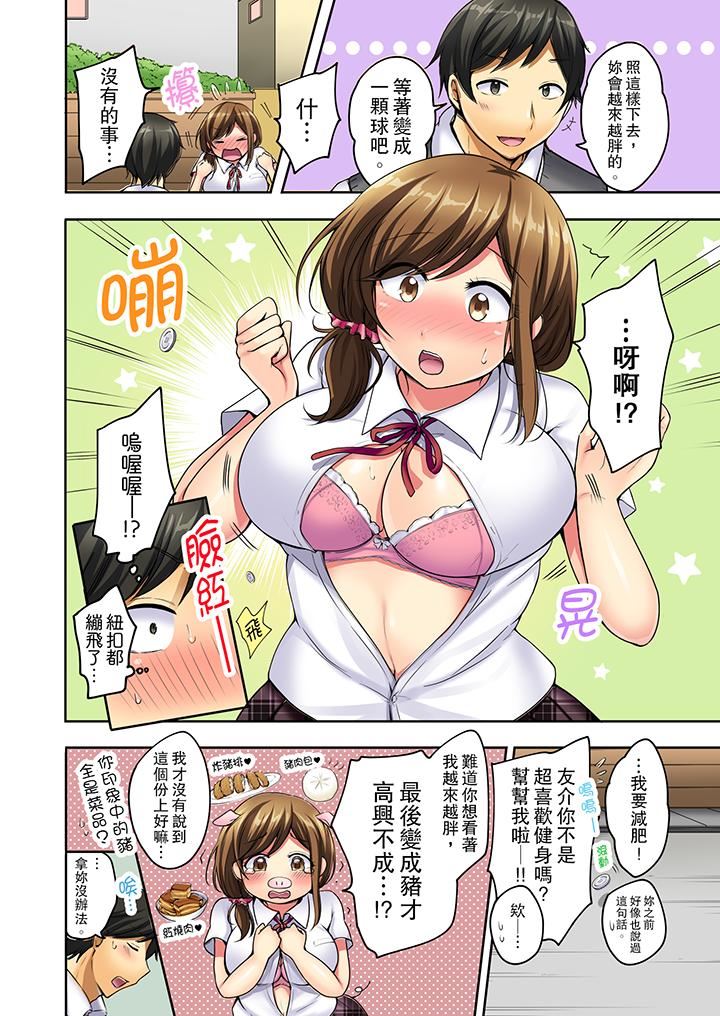 照這樣下去，
妳會越來越胖的。
等著變成
一顆球吧。
什…
攢
沒有的事…
…呀啊!?
嘣
嗚喔喔—!?
臉紅—
飛
鈕扣都
繃飛了…
晃
…我要減肥！
嗚嗚—
滾動
友介你不是
超喜歡健身嗎？
幫幫我啦—!!
欸—…
妳之前
好像也說過
這句話。
難道你想看著
我越來越胖，
最後變成豬才
高興不成…!?
豬肉包♥
炸豬排♥
紅燒肉♥
我才沒有說到
這個份上好嘛…
你印象中的豬
全是菜品？
唉…
…拿妳沒辦法。